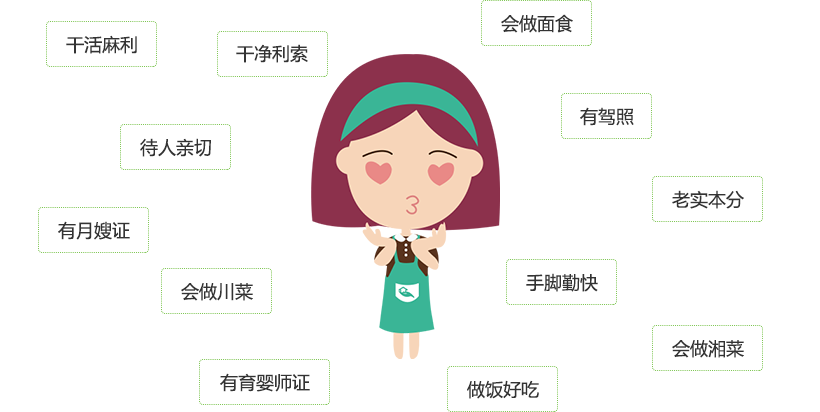 会做面食
干活麻利
干净利索
有驾照
待人亲切
老实本分
有月嫂证
会做川菜
手脚勤快
会做湘菜
有育婴师证
做饭好吃